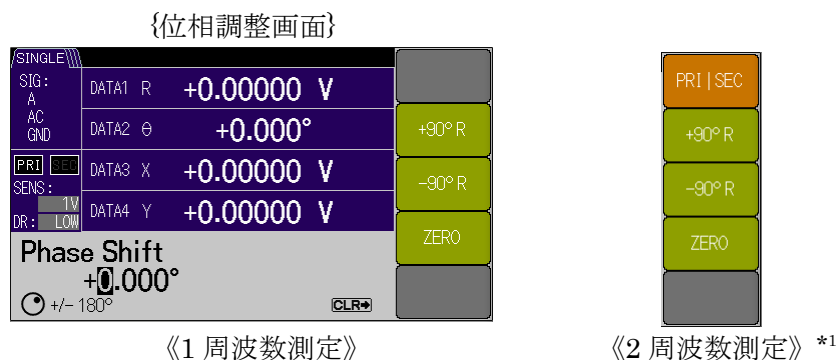 {位相調整画面}
SINGLE
SIG:
A
AC
GND
DATA1 R +0.00000 V
DATA2 θ +0.000°
DATA3 X +0.00000 V
DATA4 Y +0.00000 V
PRI SEC
SENS:
1V
DR: LOW
Phase Shift
+0.000°
+/- 180°
CLR➔
+90° R
-90° R
ZERO
《1 周波数測定》
PRI | SEC
+90° R
-90° R
ZERO
《2 周波数測定》*1